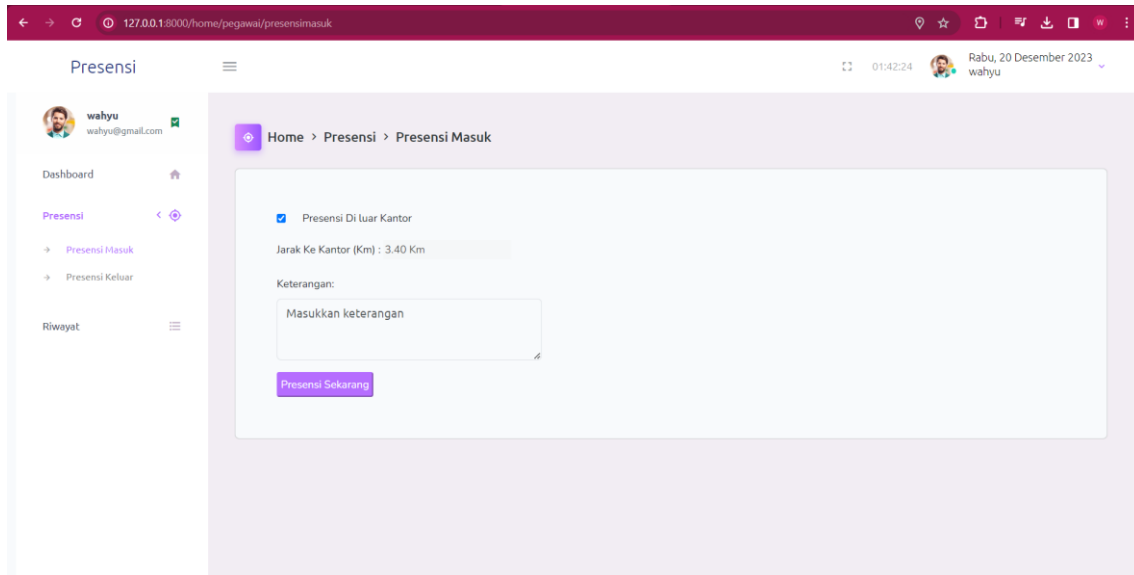 127.0.0.1:8000/home/pegawai/presensimasuk
W
Presensi
01:42:24
Rabu, 20 Desember 2023
wahyu
wahyu
wahyu@gmail.com
Home > Presensi > Presensi Masuk
Dashboard
Presensi
Presensi Masuk
Presensi Keluar
Riwayat
Presensi Di luar Kantor
Jarak Ke Kantor (Km) : 3.40 Km
Keterangan:
Masukkan keterangan
Presensi Sekarang